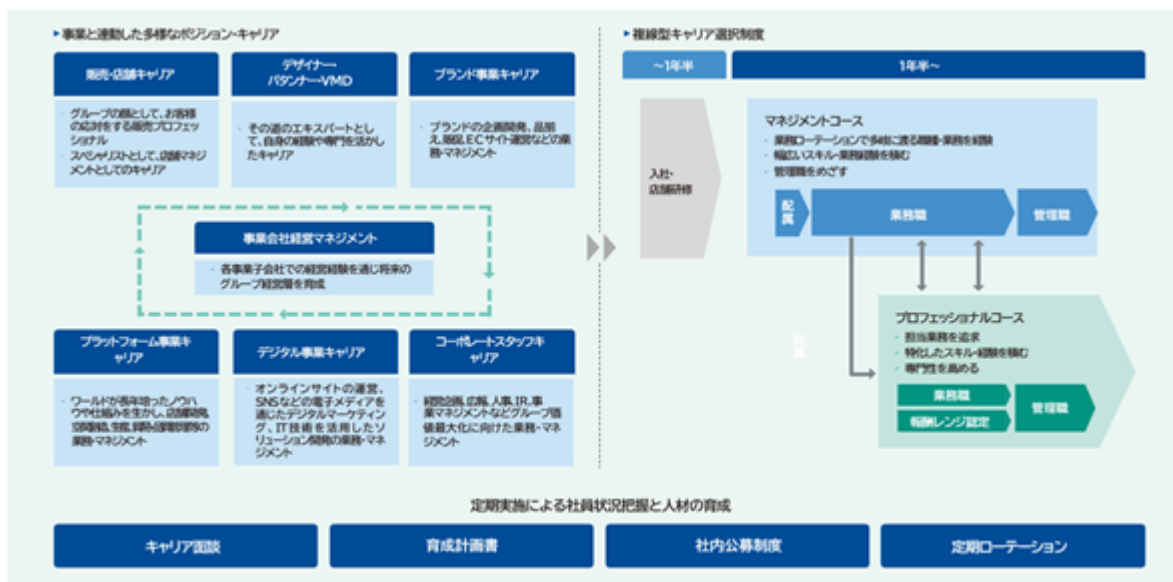 事業と連動した多様なポジション・キャリア
販売・店舗キャリア
・ グループの顔として、お客様
の応対をする販売プロフェッ
ショナル
・ スペシャリストとして、店舗マネジ
メントとしてのキャリア
デザイナー・
パタンナー・VMD
・ その道のエキスパートとし
て、自身の経験や専門を活かし
たキャリア
ブランド事業キャリア
・ ブランドの企画開発、品揃
え、販促、ECサイト運営などの業
務・マネジメント
事業会社経営マネジメント
・ 各事業子会社での経営経験を通じ将来の
グループ経営層を育成
プラットフォーム事業キ
ャリア
・ ワールドが長年培ったノウハ
ウや仕組みを生かし、店舗開発、
業務・マネジメント
デジタル事業キャリア
・ オンラインサイトの運営、
SNSなどの電子メディアを
通じたデジタルマーケティン
グ、IT技術を活用したソ
リューション開発の業務・マネ
ジメント
コーポレートスタッフキ
ャリア
・ 経営企画、広報、人事、IR、事
業マネジメントなどグループ価
値最大化に向けた業務・マネ
ジメント
複線型キャリア選択制度
～1年半
1年半～
入社・
店舗研修
マネジメントコース
・ 業務ローテーションで多岐に渡る職種・業務を経験
・ 幅広いスキル・業務経験を積む
・ 管理職をめざす
配属
業務職
管理職
配属
プロフェッショナルコース
・ 担当業務を追求
・ 特化したスキル・経験を積む
・ 専門性を高める
業務職
報酬レンジ認定
管理職
定期実施による社員状況把握と人材の育成
キャリア面談
育成計画書
社内公募制度
定期ローテーション